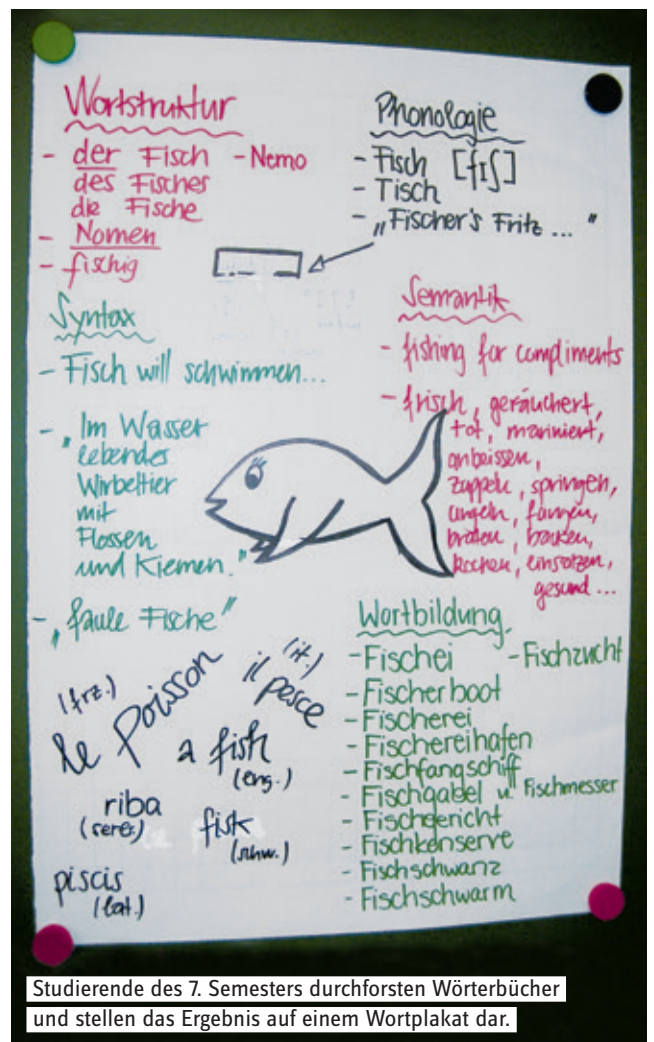 Wortstruktur
- der Fisch - Nemo
des Fisches
die Fische
- Nomen
- fischig
Phonologie
- Fisch [fɪʃ]
- Tisch
- „Fischer's Fritz ... "
Syntax
- Fisch will schwimmen...
- „Im Wasser
lebendes
Wirbeltier
mit
Flossen
und Kiemen."
- „faule Fische"
Semantik
- fishing for compliments
- frisch, geräuchert,
tot, mariniert,
anbeissen,
zappeln, springen,
angeln, fangen,
braten, backen,
kochen, einsalzen,
gesund...
(frz.)
le poisson
(it.)
il pesce
a fish
(eng.)
riba
fisk
(schw.)
piscis
(lat.)
Wortbildung
- Fischei - Fischzucht
- Fischerboot
- Fischerei
- Fischereihafen
- Fischfangschiff
- Fischgabel u. Fischmesser
- Fischgericht
- Fischkonserve
- Fischschwanz
- Fischschwarm
Studierende des 7. Semesters durchforsten Wörterbücher
und stellen das Ergebnis auf einem Wortplakat dar.